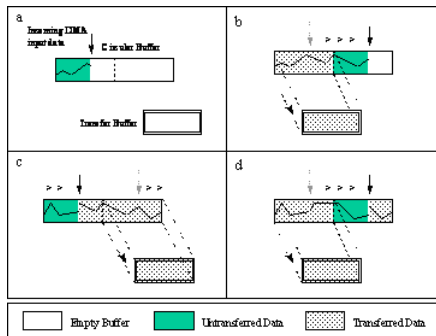 a
Incoming DMA
input data
Circular Buffer
Transfer Buffer
b
> > >
c
> > >
> >
d
> > >
Empty Buffer
Untransferred Data
Transferred Data